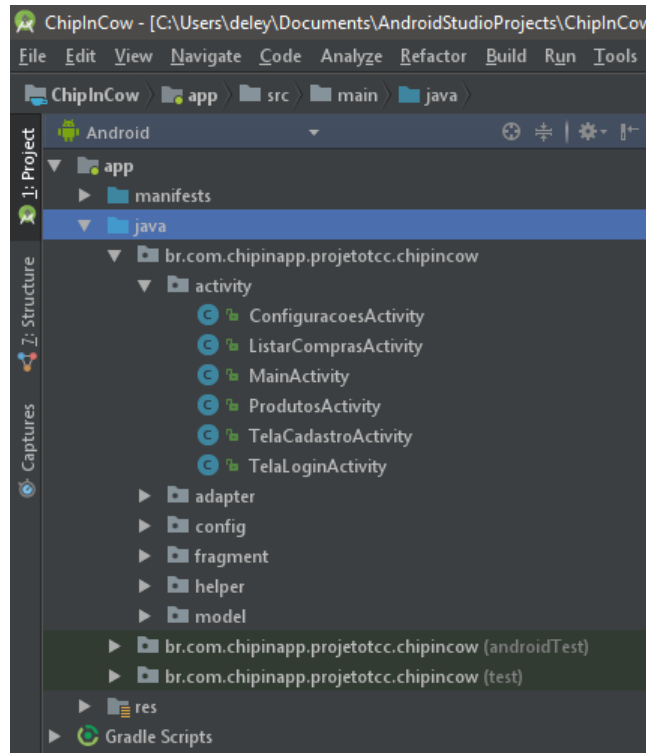 ChipInCow - [C:\Users\deley\Documents\AndroidStudioProjects\ChipInCow
File Edit View Navigate Code Analyze Refactor Build Run Tools
ChipInCow app src main java
Android
1: Project
7: Structure
Captures
app
manifests
java
br.com.chipinapp.projetotcc.chipincow
activity
C ConfiguracoesActivity
C ListarComprasActivity
C MainActivity
C ProdutosActivity
C TelaCadastroActivity
C TelaLoginActivity
adapter
config
fragment
helper
model
br.com.chipinapp.projetotcc.chipincow (androidTest)
br.com.chipinapp.projetotcc.chipincow (test)
res
Gradle Scripts